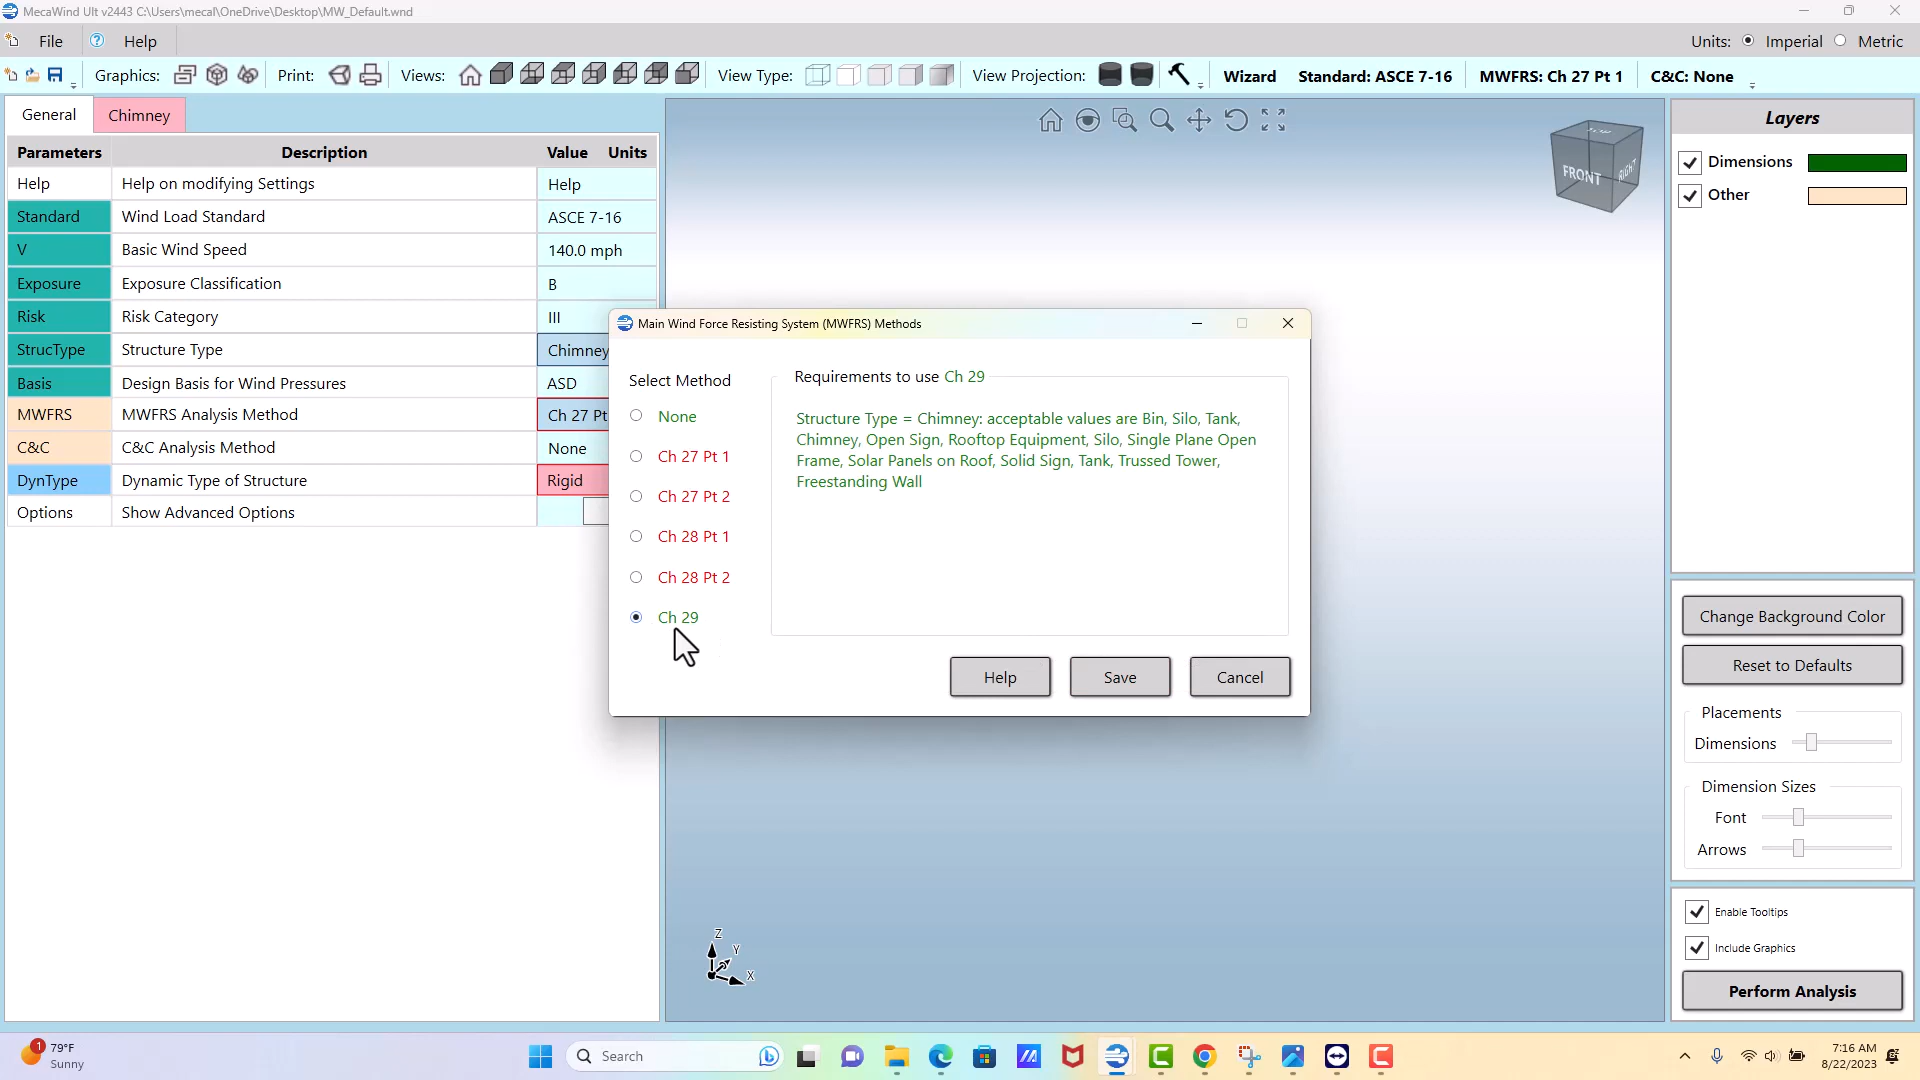 MecaWind Ult v2443 C:\Users\mecal\OneDrive\Desktop\MW_Default.wnd
File Help Units: Imperial Metric
Graphics: Print: Views: View Type: View Projection: Wizard Standard: ASCE 7-16 MWFRS: Ch 27 Pt 1 C&C: None
General Chimney
Parameters Description Value Units
Help Help on modifying Settings Help
Standard Wind Load Standard ASCE 7-16
V Basic Wind Speed 140.0 mph
Exposure Exposure Classification B
Risk Risk Category III
StrucType Structure Type Chimney
Basis Design Basis for Wind Pressures ASD
MWFRS MWFRS Analysis Method Ch 27 Pt
C&C C&C Analysis Method None
DynType Dynamic Type of Structure Rigid
Options Show Advanced Options
TOP
FRONT RIGHT
Main Wind Force Resisting System (MWFRS) Methods
Select Method
None
Ch 27 Pt 1
Ch 27 Pt 2
Ch 28 Pt 1
Ch 28 Pt 2
Ch 29
Requirements to use Ch 29
Structure Type = Chimney: acceptable values are Bin, Silo, Tank,
Chimney, Open Sign, Rooftop Equipment, Silo, Single Plane Open
Frame, Solar Panels on Roof, Solid Sign, Tank, Trussed Tower,
Freestanding Wall
Help Save Cancel
Z
Y
X
Layers
Dimensions
Other
Change Background Color
Reset to Defaults
Placements
Dimensions
Dimension Sizes
Font
Arrows
Enable Tooltips
Include Graphics
Perform Analysis
1
79°F
Sunny
Search
7:16 AM
8/22/2023